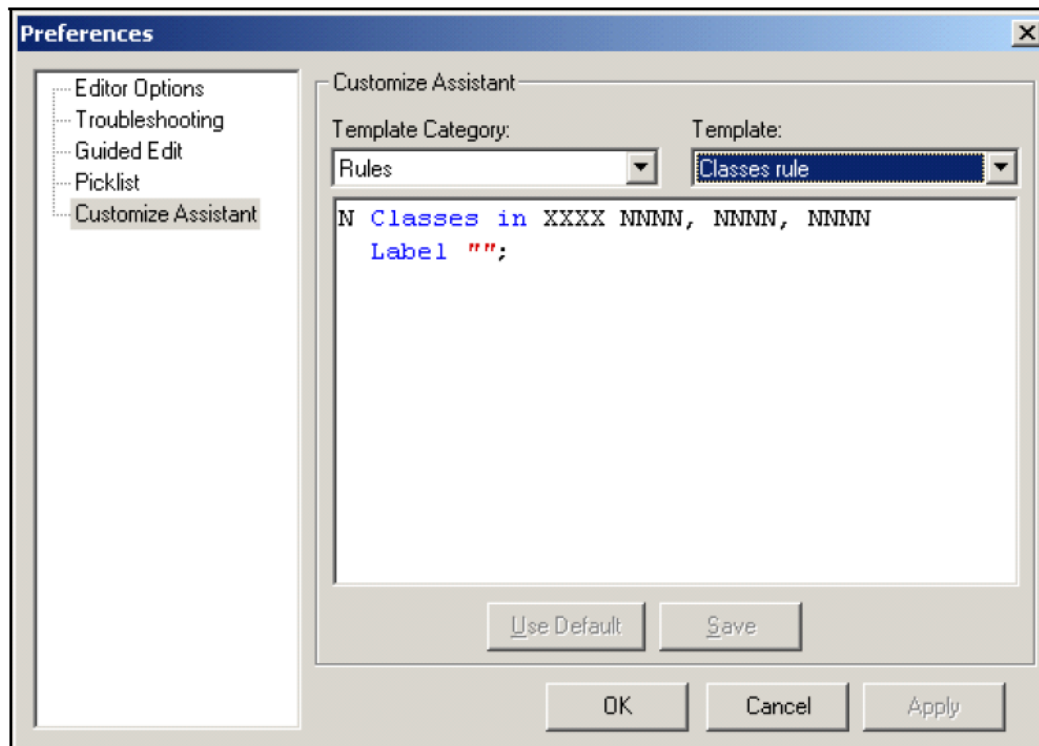 Preferences
Editor Options
Troubleshooting
Guided Edit
Picklist
Customize Assistant
Customize Assistant
Template Category:
Template:
Rules
Classes rule
N Classes in XXXX NNNN, NNNN, NNNN
Label "";
Use Default
Save
OK
Cancel
Apply